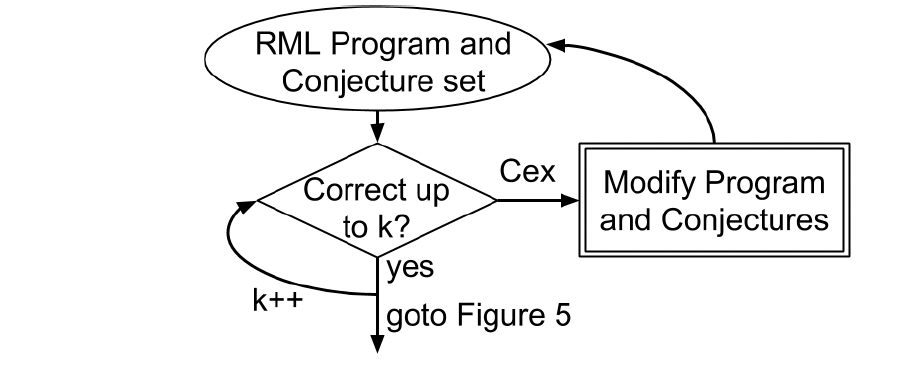 RML Program and
Conjecture set
Correct up
to k?
Cex
Modify Program
and Conjectures
yes
k++
goto Figure 5